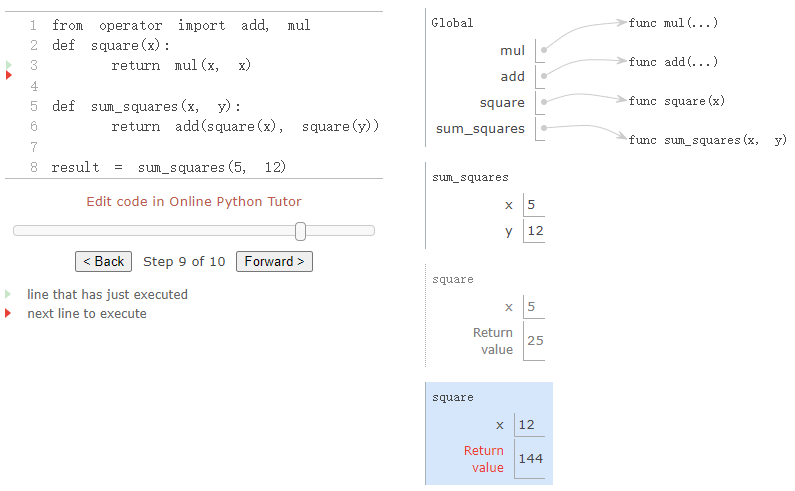 1 from operator import add, mul
2 def square(x):
3 return mul(x, x)
4
5 def sum_squares(x, y):
6 return add(square(x), square(y))
7
8 result = sum_squares(5, 12)
Edit code in Online Python Tutor
< Back Step 9 of 10 Forward >
line that has just executed
next line to execute
Global
mul func mul(...)
add func add(...)
square func square(x)
sum_squares func sum_squares(x, y)
sum_squares
x 5
y 12
square
x 5
Return
value 25
square
x 12
Return
value 144